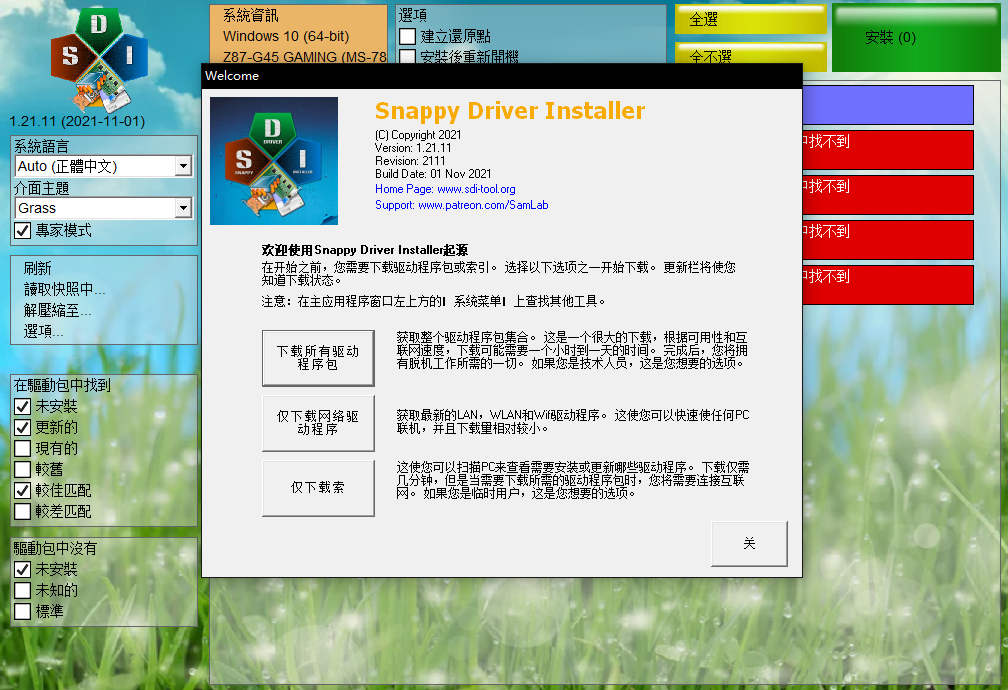 D
S
I
1.21.11 (2021-11-01)
系統語言
Auto (正體中文)
介面主題
Grass
專家模式
刷新
讀取快照中...
解壓縮至...
選項...
在驅動包中找到
未安裝
更新的
現有的
較舊
較佳匹配
較差匹配
驅動包中沒有
未安裝
未知的
標準
系統資訊
Windows 10 (64-bit)
Z87-G45 GAMING (MS-78
選項
建立還原點
安裝後重新開機
全選
全不選
安裝 (0)
中找不到
中找不到
中找不到
中找不到
Welcome
D
DRIVER
S
SNAPPY
I
INSTALLER
Snappy Driver Installer
(C) Copyright 2021
Version: 1.21.11
Revision: 2111
Build Date: 01 Nov 2021
Home Page: www.sdi-tool.org
Support: www.patreon.com/SamLab
欢迎使用Snappy Driver Installer起源
在开始之前，您需要下载驱动程序包或索引。 选择以下选项之一开始下载。 更新栏将使您
知道下载状态。
注意：在主应用程序窗口左上方的I 系统菜单I 上查找其他工具。
下载所有驱动
程序包
获取整个驱动程序包集合。 这是一个很大的下载，根据可用性和互
联网速度，下载可能需要一个小时到一天的时间。 完成后，您将拥
有脱机工作所需的一切。 如果您是技术人员，这是您想要的选项。
仅下载网络驱
动程序
获取最新的LAN，WLAN和Wifi驱动程序。 这使您可以快速使任何PC
联机，并且下载量相对较小。
仅下载索
这使您可以扫描PC来查看需要安装或更新哪些驱动程序。 下载仅需
几分钟，但是当需要下载所需的驱动程序包时，您将需要连接互联
网。 如果您是临时用户，这是您想要的选项。
关